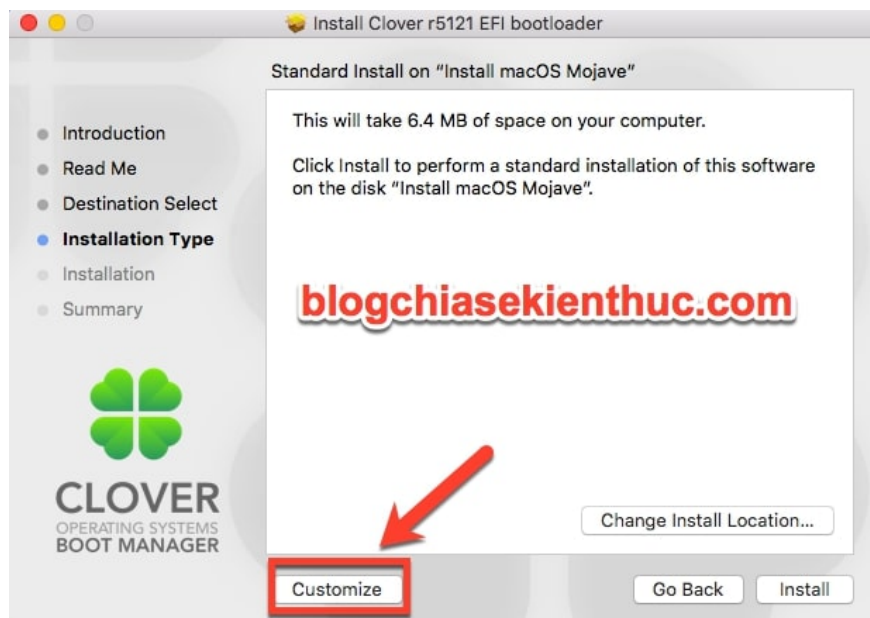 Install Clover r5121 EFI bootloader
Standard Install on "Install macOS Mojave"
Introduction
Read Me
Destination Select
Installation Type
Installation
Summary
This will take 6.4 MB of space on your computer.
Click Install to perform a standard installation of this software
on the disk "Install macOS Mojave".
blogchiasekienthuc.com
CLOVER
OPERATING SYSTEMS
BOOT MANAGER
Change Install Location...
Customize
Go Back
Install